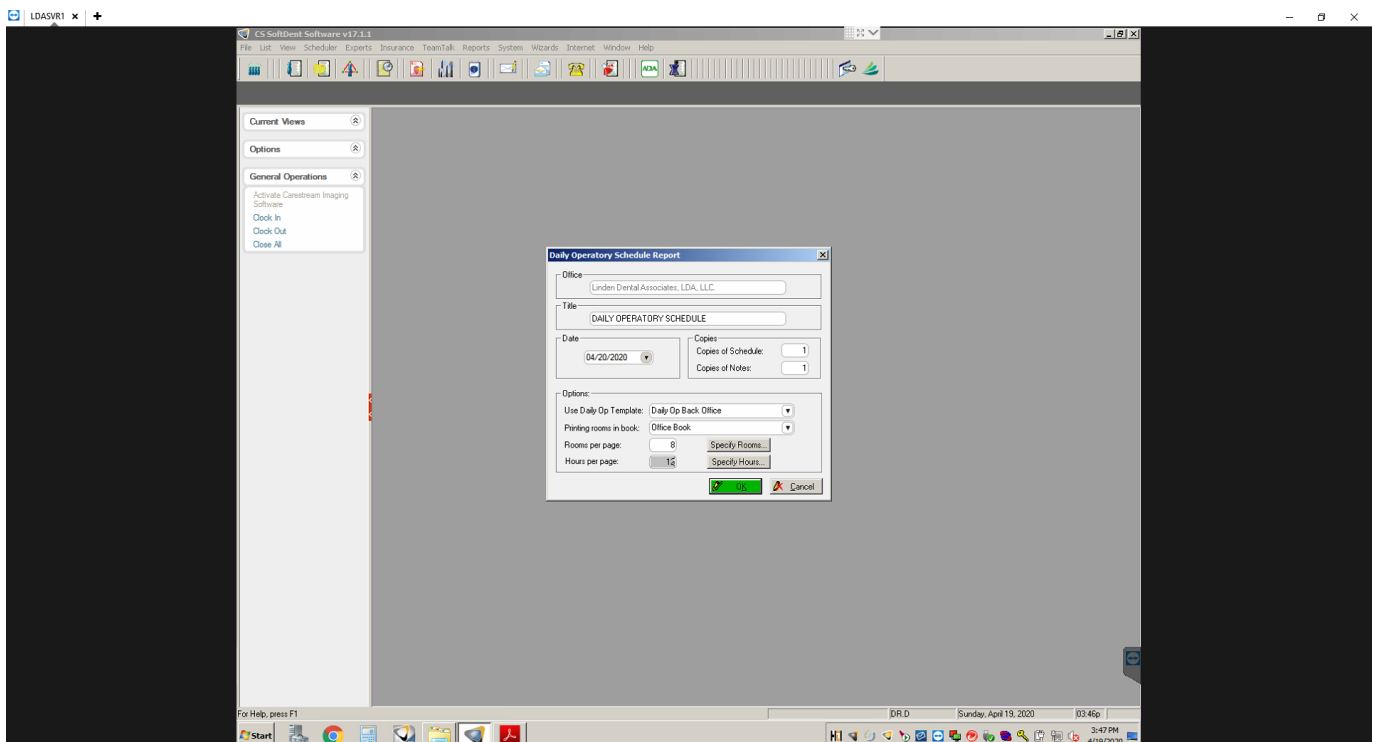 LDASVR1
CS SoftDent Software v17.1.1
File List View Scheduler Experts Insurance TeamTalk Reports System Wizards Internet Window Help
ADA
Current Views
Options
General Operations
Activate Carestream Imaging
Software
Clock In
Clock Out
Close All
Daily Operatory Schedule Report
Office
Linden Dental Associates, LDA, LLC.
Title
DAILY OPERATORY SCHEDULE
Date
04/20/2020
Copies
Copies of Schedule: 1
Copies of Notes: 1
Options:
Use Daily Op Template: Daily Op Back Office
Printing rooms in book: Office Book
Rooms per page: 8 Specify Rooms...
Hours per page: Specify Hours...
OK Cancel
For Help, press F1
DR.D Sunday, April 19, 2020 03:46p
Start
3:47 PM
4/19/2020